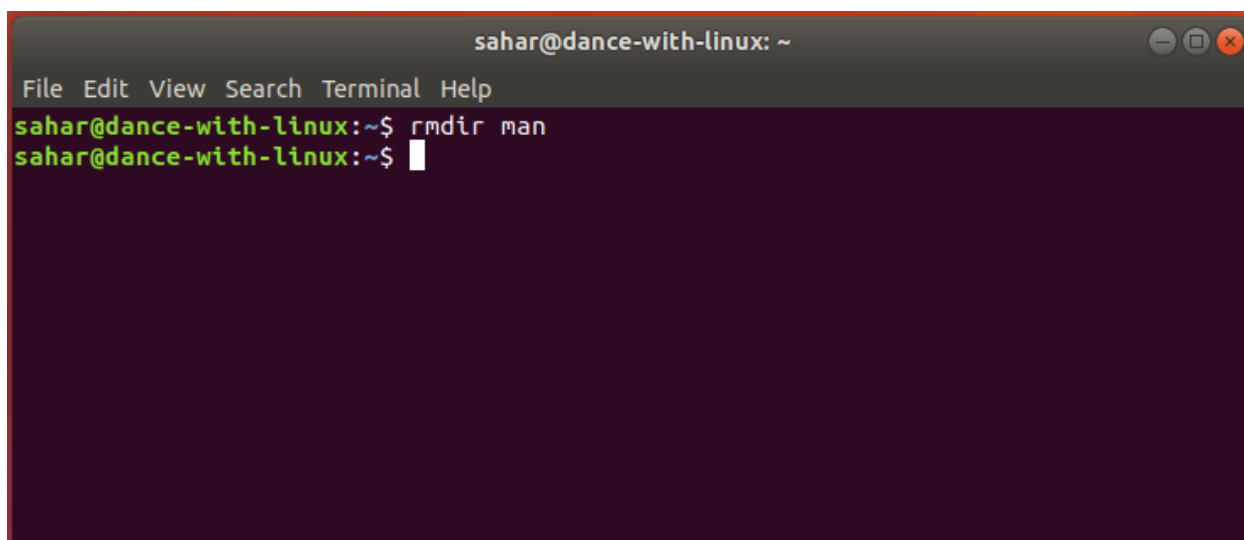 sahar@dance-with-linux: ~
File Edit View Search Terminal Help
sahar@dance-with-linux:~$ rmdir man
sahar@dance-with-linux:~$